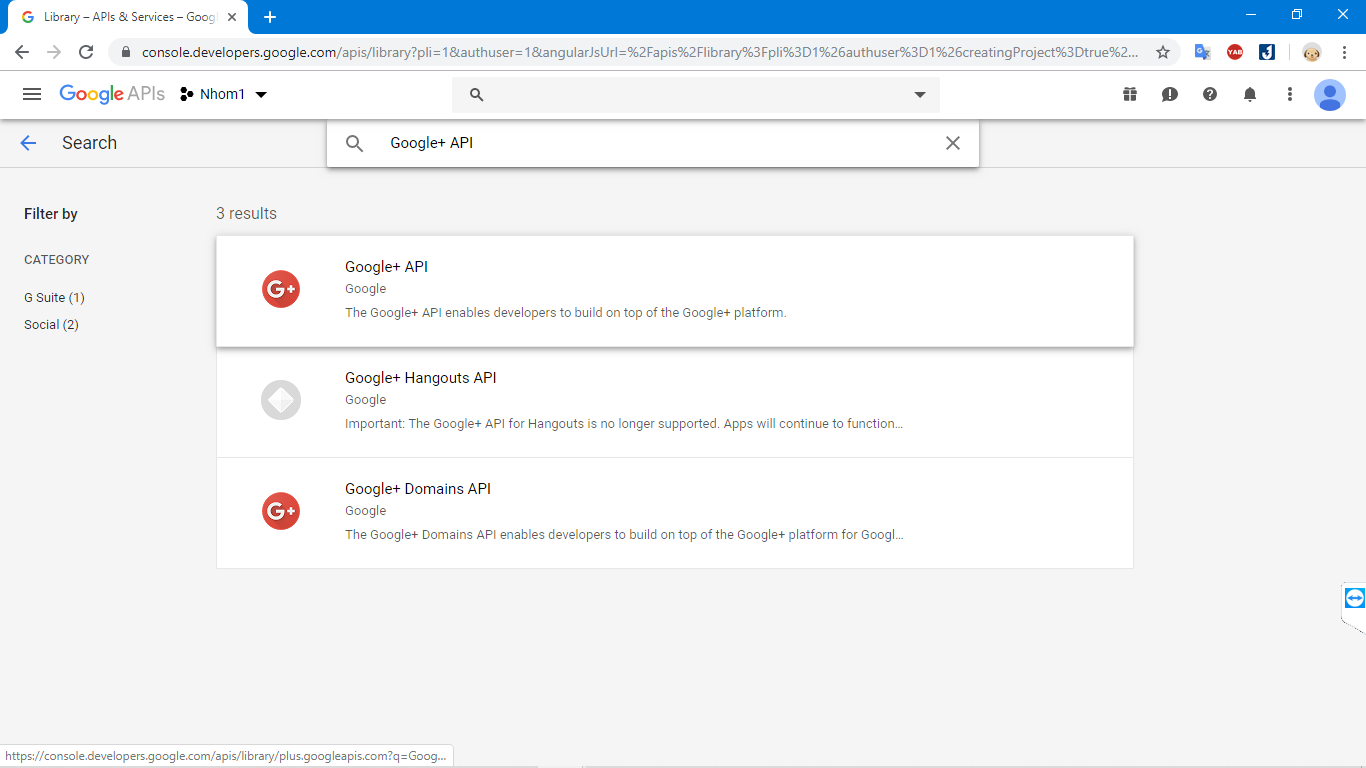 Library – APIs & Services – Goog
console.developers.google.com/apis/library?pli=1&authuser=1&angularJsUrl=%2Fapis%2Flibrary%3Fpli%3D1%26authuser%3D1%26creatingProject%3Dtrue%2...
YAB
Google APIs Nhom1
Search
Google+ API
Filter by
3 results
CATEGORY
G Suite (1)
Social (2)
G+
Google+ API
Google
The Google+ API enables developers to build on top of the Google+ platform.
Google+ Hangouts API
Google
Important: The Google+ API for Hangouts is no longer supported. Apps will continue to function...
G+
Google+ Domains API
Google
The Google+ Domains API enables developers to build on top of the Google+ platform for Googl...
https://console.developers.google.com/apis/library/plus.googleapis.com?q=Goog...